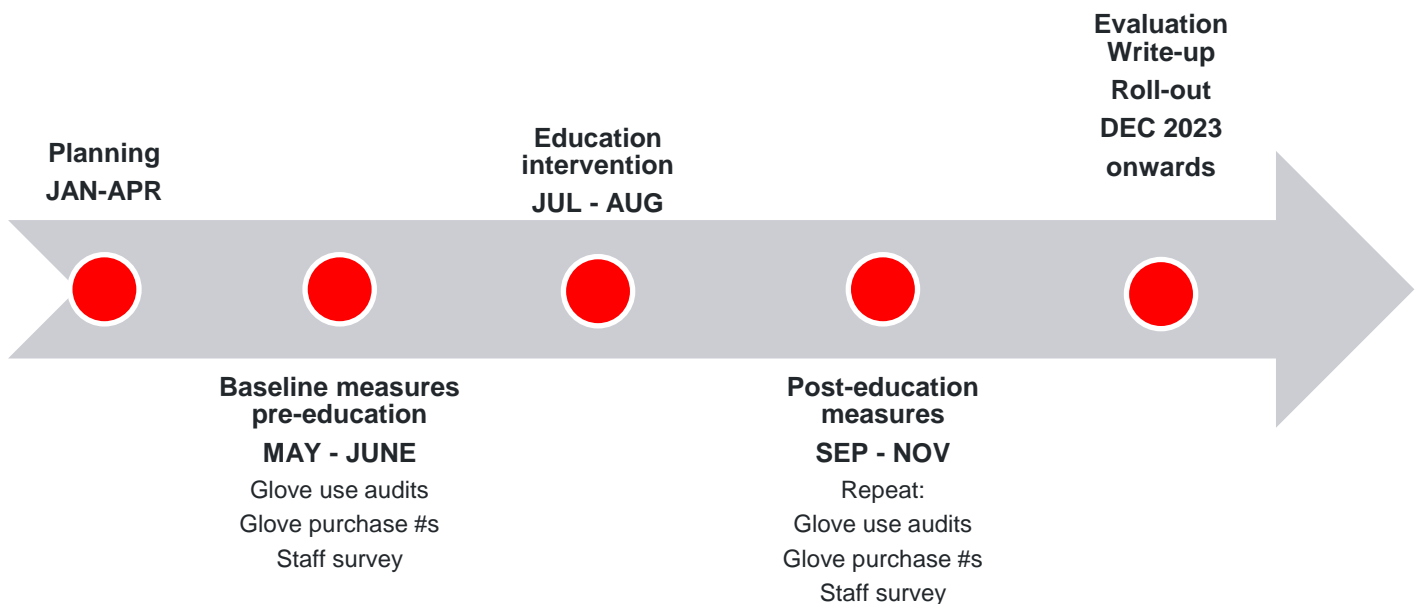 Planning
JAN-APR
Baseline measures
pre-education
MAY - JUNE
Glove use audits
Glove purchase #s
Staff survey
Education
intervention
JUL - AUG
Post-education
measures
SEP - NOV
Repeat:
Glove use audits
Glove purchase #s
Staff survey
Evaluation
Write-up
Roll-out
DEC 2023
onwards